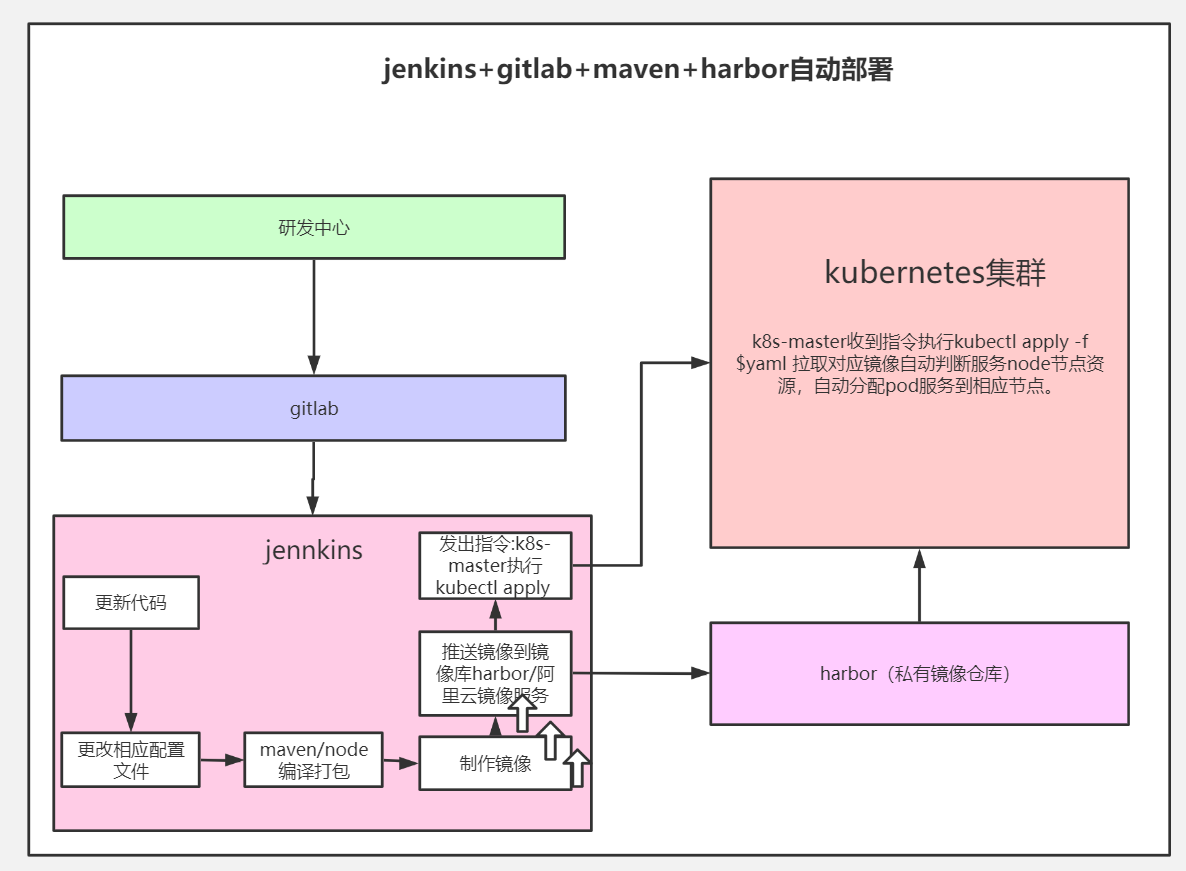 jenkins+gitlab+maven+harbor自动部署
研发中心
gitlab
jennkins
更新代码
更改相应配置
文件
maven/node
编译打包
制作镜像
推送镜像到镜
像库harbor/阿
里云镜像服务
发出指令:k8s-
master执行
kubectl apply
kubernetes集群
k8s-master收到指令执行kubectl apply -f
$yaml 拉取对应镜像自动判断服务node节点资
源，自动分配pod服务到相应节点。
harbor（私有镜像仓库）